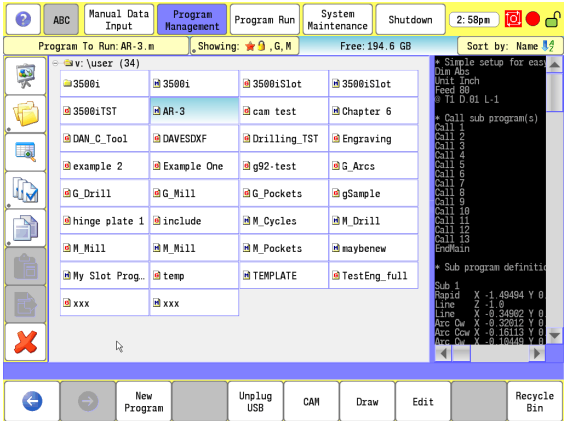 ABC
Manual Data
Input
Program
Management
Program Run
System
Maintenance
Shutdown
2:58pm
Program To Run:AR-3.m
Showing: ,G,M
Free:194.6 GB
Sort by: Name
v: \user (34)
3500i
3500i
3500iSlot
3500iSlot
3500iTST
AR-3
cam test
Chapter 6
DAN_C_Tool
DAVESDXF
Drilling_TST
Engraving
example 2
Example One
g92-test
G_Arcs
G_Drill
G_Mill
G_Pockets
gSample
hinge plate 1
include
M_Cycles
M_Drill
M_Mill
M_Mill
M_Pockets
maybenew
My Slot Prog…
temp
TEMPLATE
TestEng_full
xxx
xxx
* Simple setup for easy
Dim Abs
Unit Inch
Feed 80
@ T1 D.01 L-1
* Call sub program(s)
Call 1
Call 2
Call 3
Call 4
Call 5
Call 6
Call 7
Call 8
Call 9
Call 10
Call 11
Call 12
Call 13
EndMain
* Sub program definitio
Sub 1
Rapid X -1.49494 Y 0
Line Z -1.0
Line X -0.34902 Y 0
Arc Cw X -0.32012 Y 0
Arc Ccw X -0.16113 Y 0
Arc Cw X -0.10449 Y 0
New
Program
Unplug
USB
CAM
Draw
Edit
Recycle
Bin